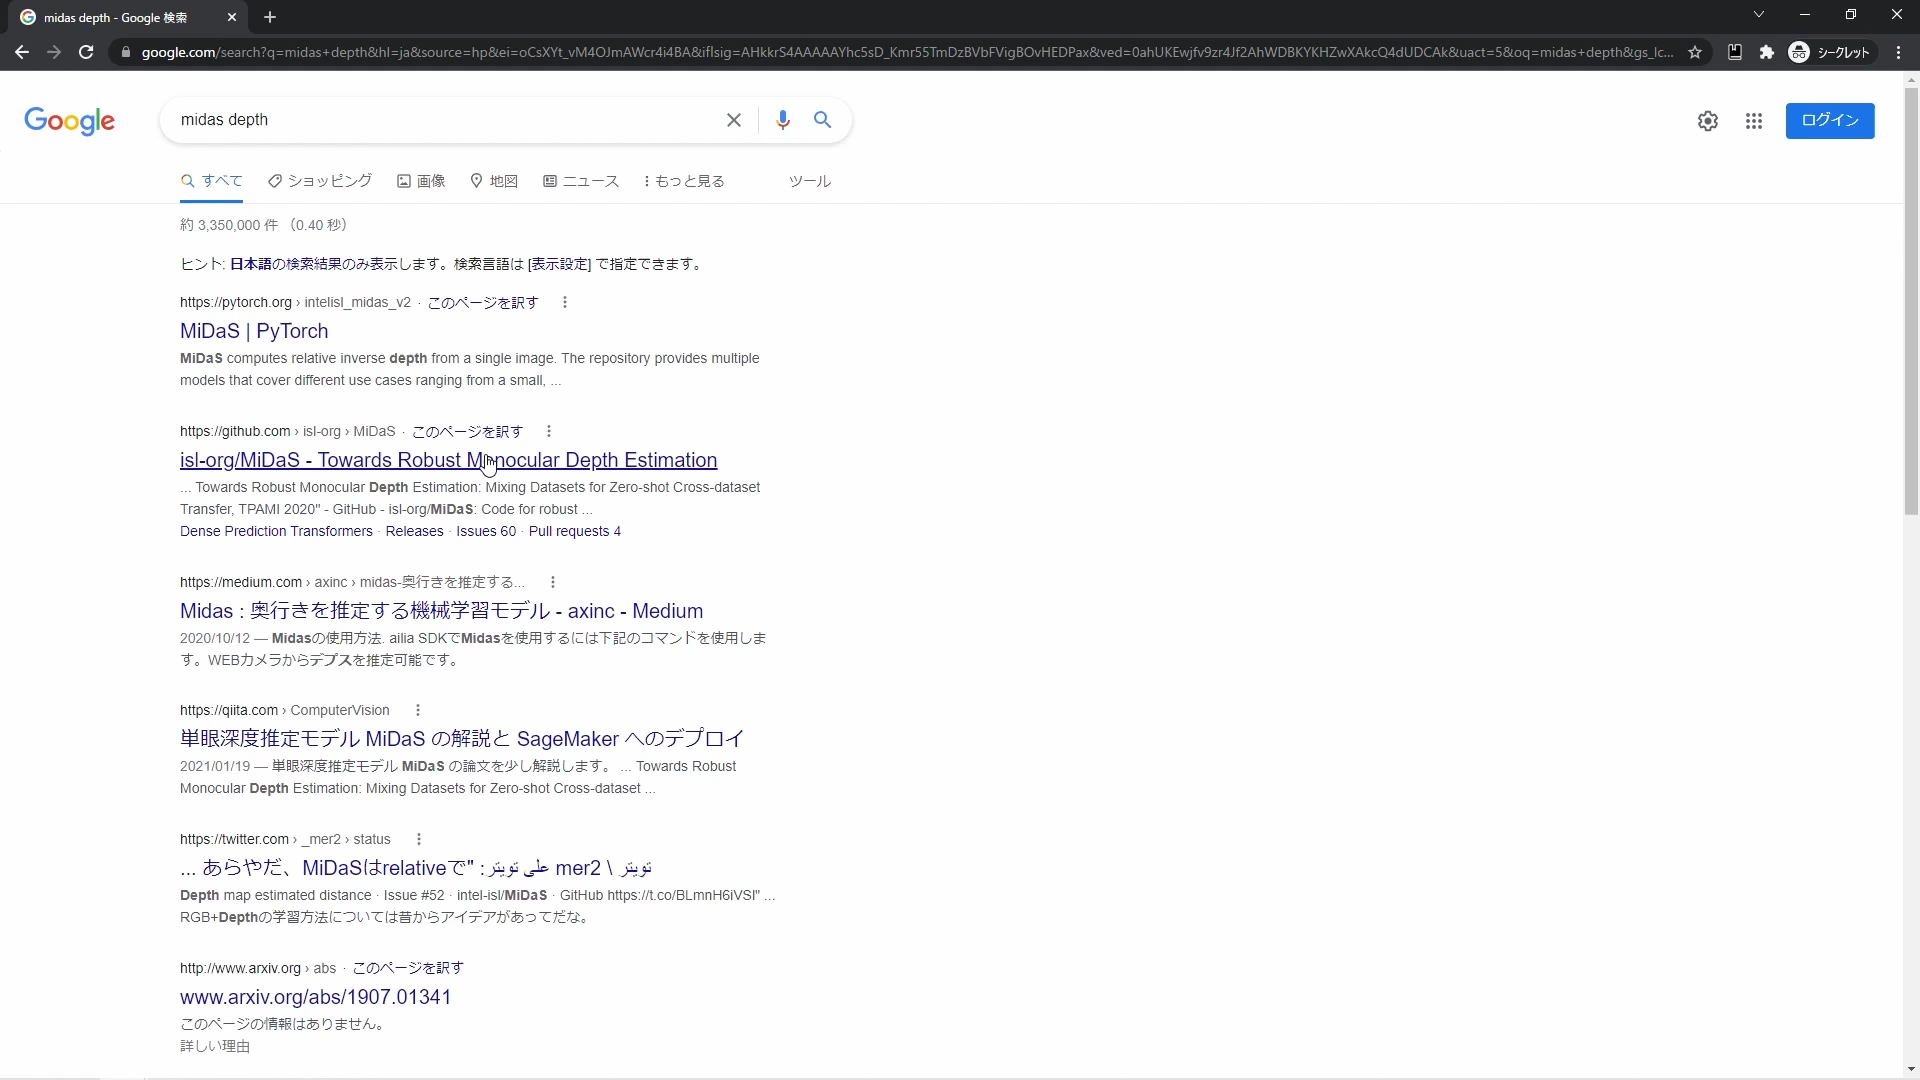 midas depth - Google 検索
google.com/search?q=midas+depth&hl=ja&source=hp&ei=oCsXYt_vM4OJmAWcr4i4BA&iflsig=AHkkrS4AAAAAYhc5sD_Kmr55TmDzBVbFVigBOvHEDPax&ved=0ahUKEwjfv9zr4Jf2AhWDBKYKHZwXAkcQ4dUDCAk&uact=5&oq=midas+depth&gs_lc...
シークレット
Google
midas depth
ログイン
すべて ショッピング 画像 地図 ニュース もっと見る ツール
約 3,350,000 件 （0.40 秒）
ヒント: 日本語の検索結果のみ表示します。検索言語は [表示設定] で指定できます。
https://pytorch.org › intelisl_midas_v2 · このページを訳す
MiDaS | PyTorch
MiDaS computes relative inverse depth from a single image. The repository provides multiple
models that cover different use cases ranging from a small, ...
https://github.com › isl-org › MiDaS · このページを訳す
isl-org/MiDaS - Towards Robust Monocular Depth Estimation
... Towards Robust Monocular Depth Estimation: Mixing Datasets for Zero-shot Cross-dataset
Transfer, TPAMI 2020" - GitHub - isl-org/MiDaS: Code for robust ...
Dense Prediction Transformers · Releases · Issues 60 · Pull requests 4
https://medium.com › axinc › midas-奥行きを推定する...
Midas : 奥行きを推定する機械学習モデル - axinc - Medium
2020/10/12 — Midasの使用方法. ailia SDKでMidasを使用するには下記のコマンドを使用しま
す。WEBカメラからデプスを推定可能です。
https://qiita.com › ComputerVision
単眼深度推定モデル MiDaS の解説と SageMaker へのデプロイ
2021/01/19 — 単眼深度推定モデル MiDaS の論文を少し解説します。 ... Towards Robust
Monocular Depth Estimation: Mixing Datasets for Zero-shot Cross-dataset ...
https://twitter.com › _mer2 › status
... あらやだ、MiDaSはrelativeで" :تويتر على mer2 \ تويتر
Depth map estimated distance · Issue #52 · intel-isl/MiDaS · GitHub https://t.co/BLmnH6iVSI" ...
RGB+Depthの学習方法については昔からアイデアがあってだな。
http://www.arxiv.org › abs · このページを訳す
www.arxiv.org/abs/1907.01341
このページの情報はありません。
詳しい理由